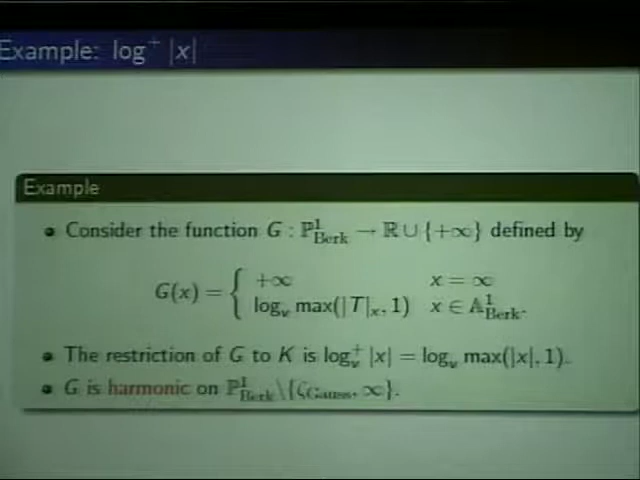 Example: log⁺ |x|
Example
• Consider the function G : ℙ¹_Berk → ℝ ∪ {+∞} defined by
G(x) = { +∞ x = ∞
log_v max(|T|_x, 1) x ∈ 𝔸¹_Berk.
• The restriction of G to K is log_v⁺ |x| = log_v max(|x|, 1).
• G is harmonic on ℙ¹_Berk\{ζ_Gauss, ∞}.